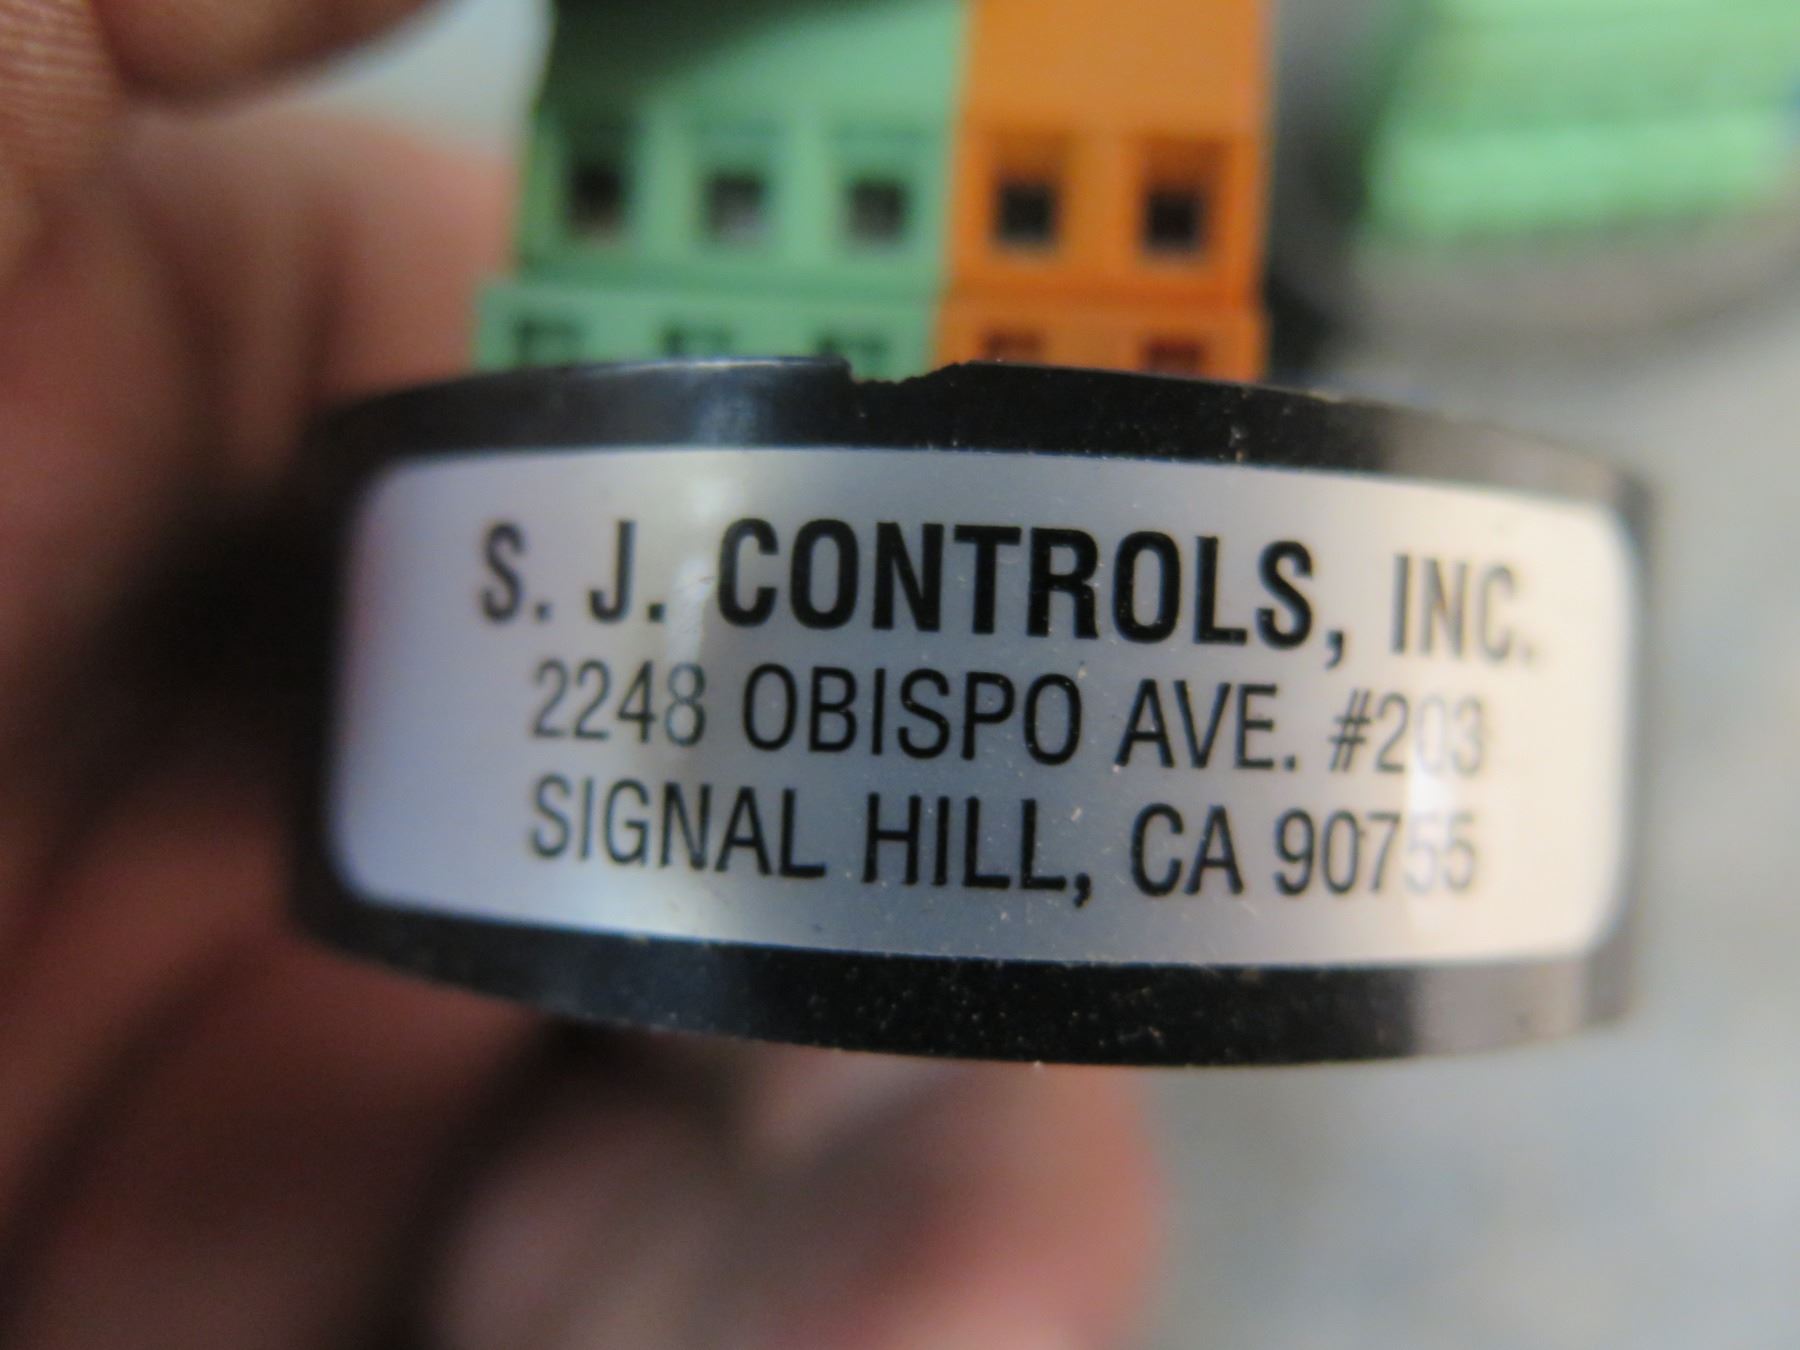 S. J. CONTROLS, INC.
2248 OBISPO AVE. #203
SIGNAL HILL, CA 90755